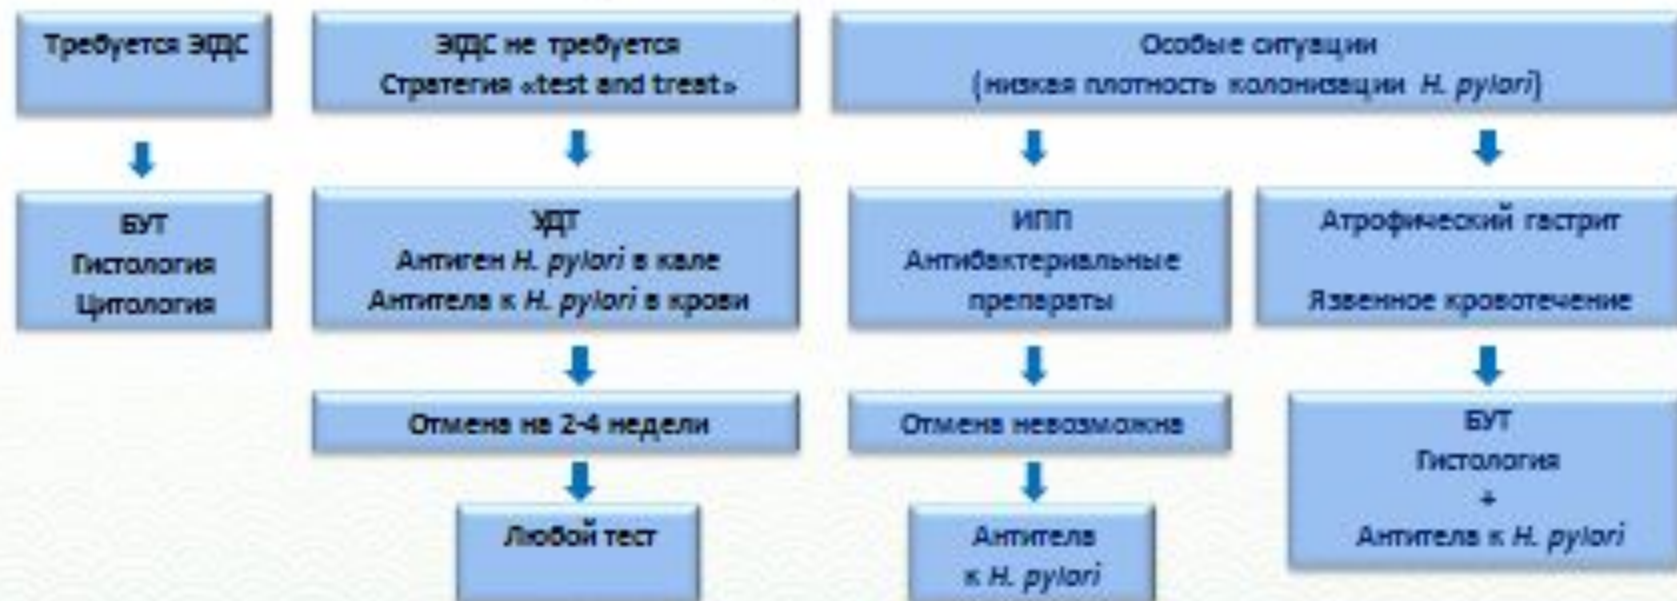 Требуется ЭГДС
ЭГДС не требуется
Стратегия «test and treat»
Особые ситуации
(низкая плотность колонизации H. pylori)
БУТ
Гистология
Цитология
УДТ
Антиген H. pylori в кале
Антитела к H. pylori в крови
ИПП
Антибактериальные
препараты
Атрофический гастрит
Язвенное кровотечение
Отмена на 2-4 недели
Отмена невозможна
БУТ
Гистология
+
Антитела к H. pylori
Любой тест
Антитела
к H. pylori